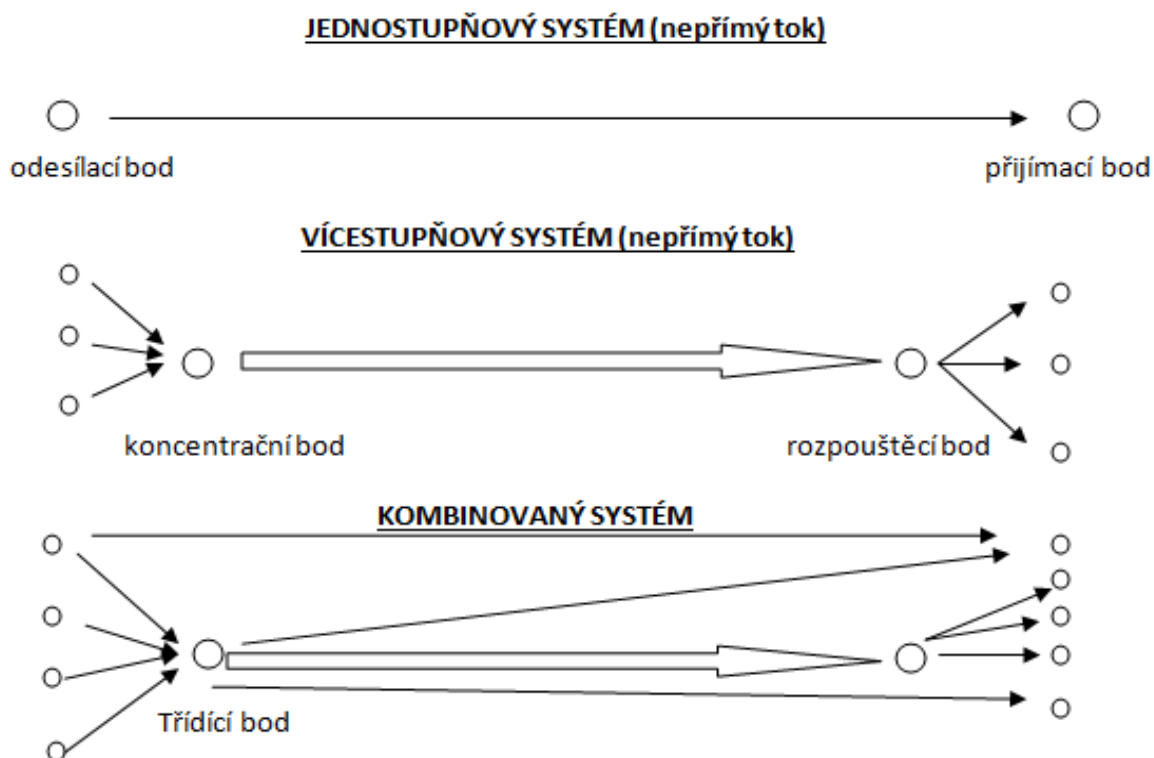 JEDNOSTUPŇOVÝ SYSTÉM (nepřímý tok)
odesílací bod
přijímací bod
VÍCESTUPŇOVÝ SYSTÉM (nepřímý tok)
koncentrační bod
rozpouštěcí bod
KOMBINOVANÝ SYSTÉM
Třídící bod